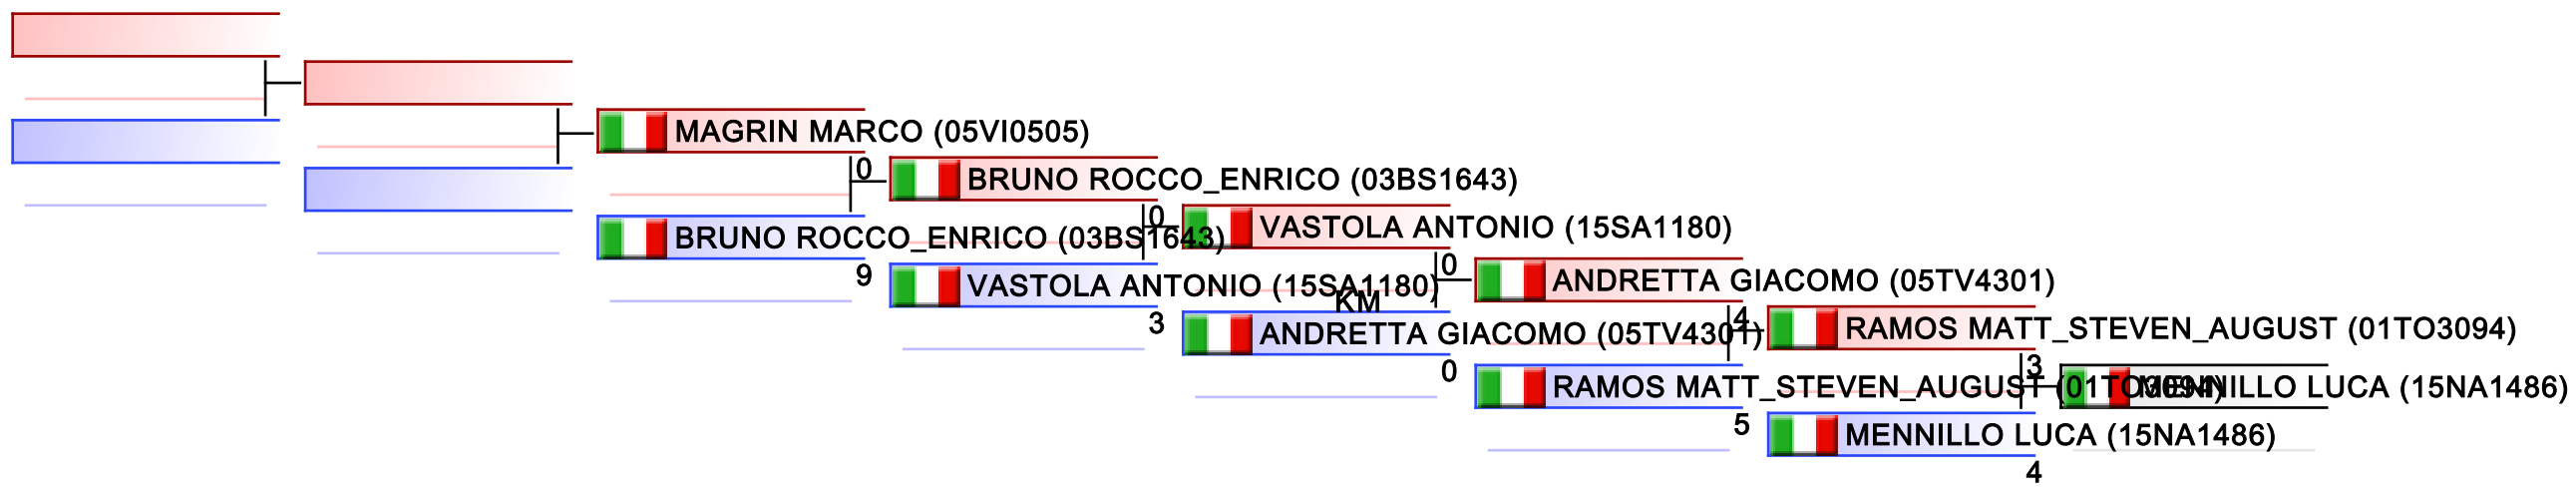 MAGRIN MARCO (05VI0505)
0
BRUNO ROCCO_ENRICO (03BS1643)
BRUNO ROCCO_ENRICO (03BS1643)
9
0
VASTOLA ANTONIO (15SA1180)
VASTOLA ANTONIO (15SA1180)
3
0
KM
ANDRETTA GIACOMO (05TV4301)
ANDRETTA GIACOMO (05TV4301)
0
4
RAMOS MATT_STEVEN_AUGUST (01TO3094)
RAMOS MATT_STEVEN_AUGUST (01TO3094)
5
3
MENNILLO LUCA (15NA1486)
MENNILLO LUCA (15NA1486)
4